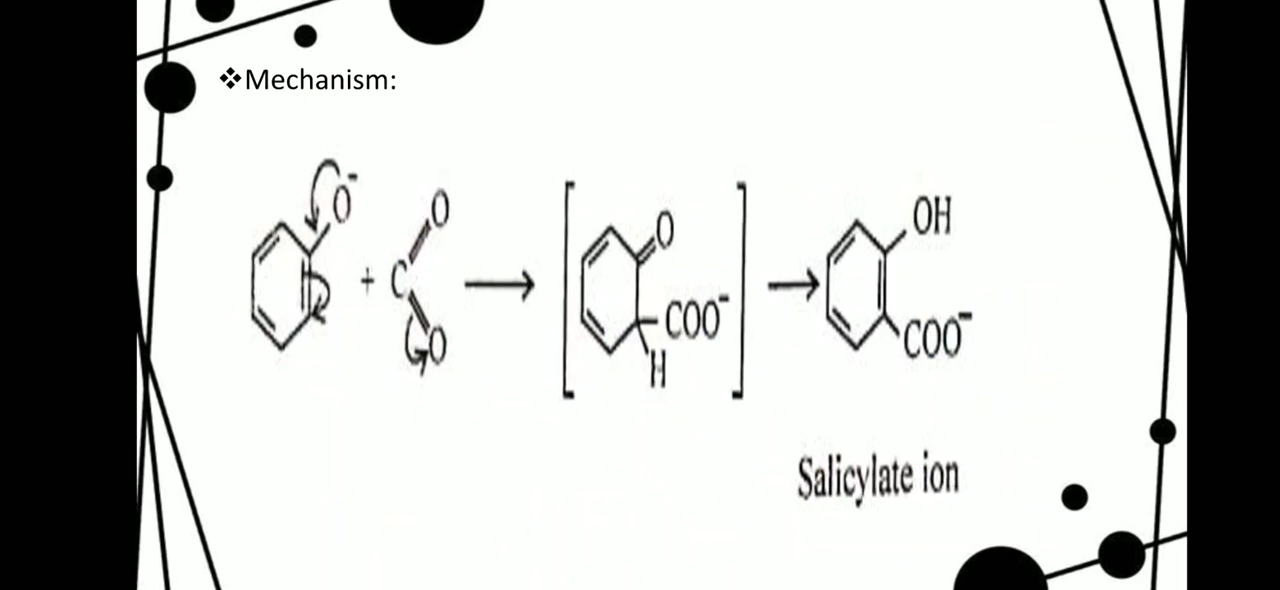 ❖Mechanism:
O⁻
O
+ C
O
O
COO⁻
H
OH
COO⁻
Salicylate ion